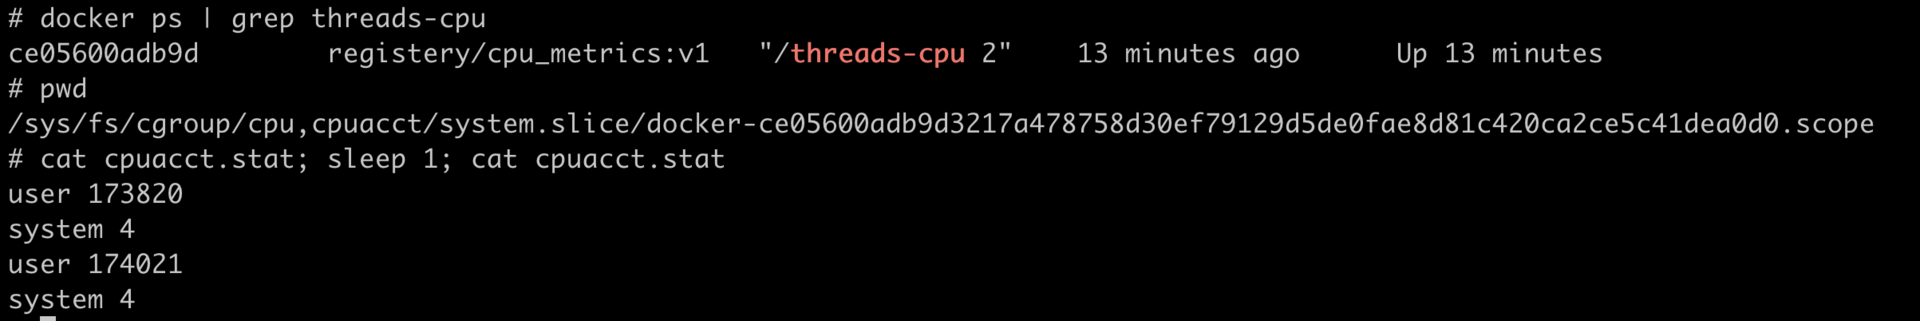 # docker ps | grep threads-cpu
ce05600adb9d        registery/cpu_metrics:v1   "/threads-cpu 2"    13 minutes ago      Up 13 minutes
# pwd
/sys/fs/cgroup/cpu,cpuacct/system.slice/docker-ce05600adb9d3217a478758d30ef79129d5de0fae8d81c420ca2ce5c41dea0d0.scope
# cat cpuacct.stat; sleep 1; cat cpuacct.stat
user 173820
system 4
user 174021
system 4